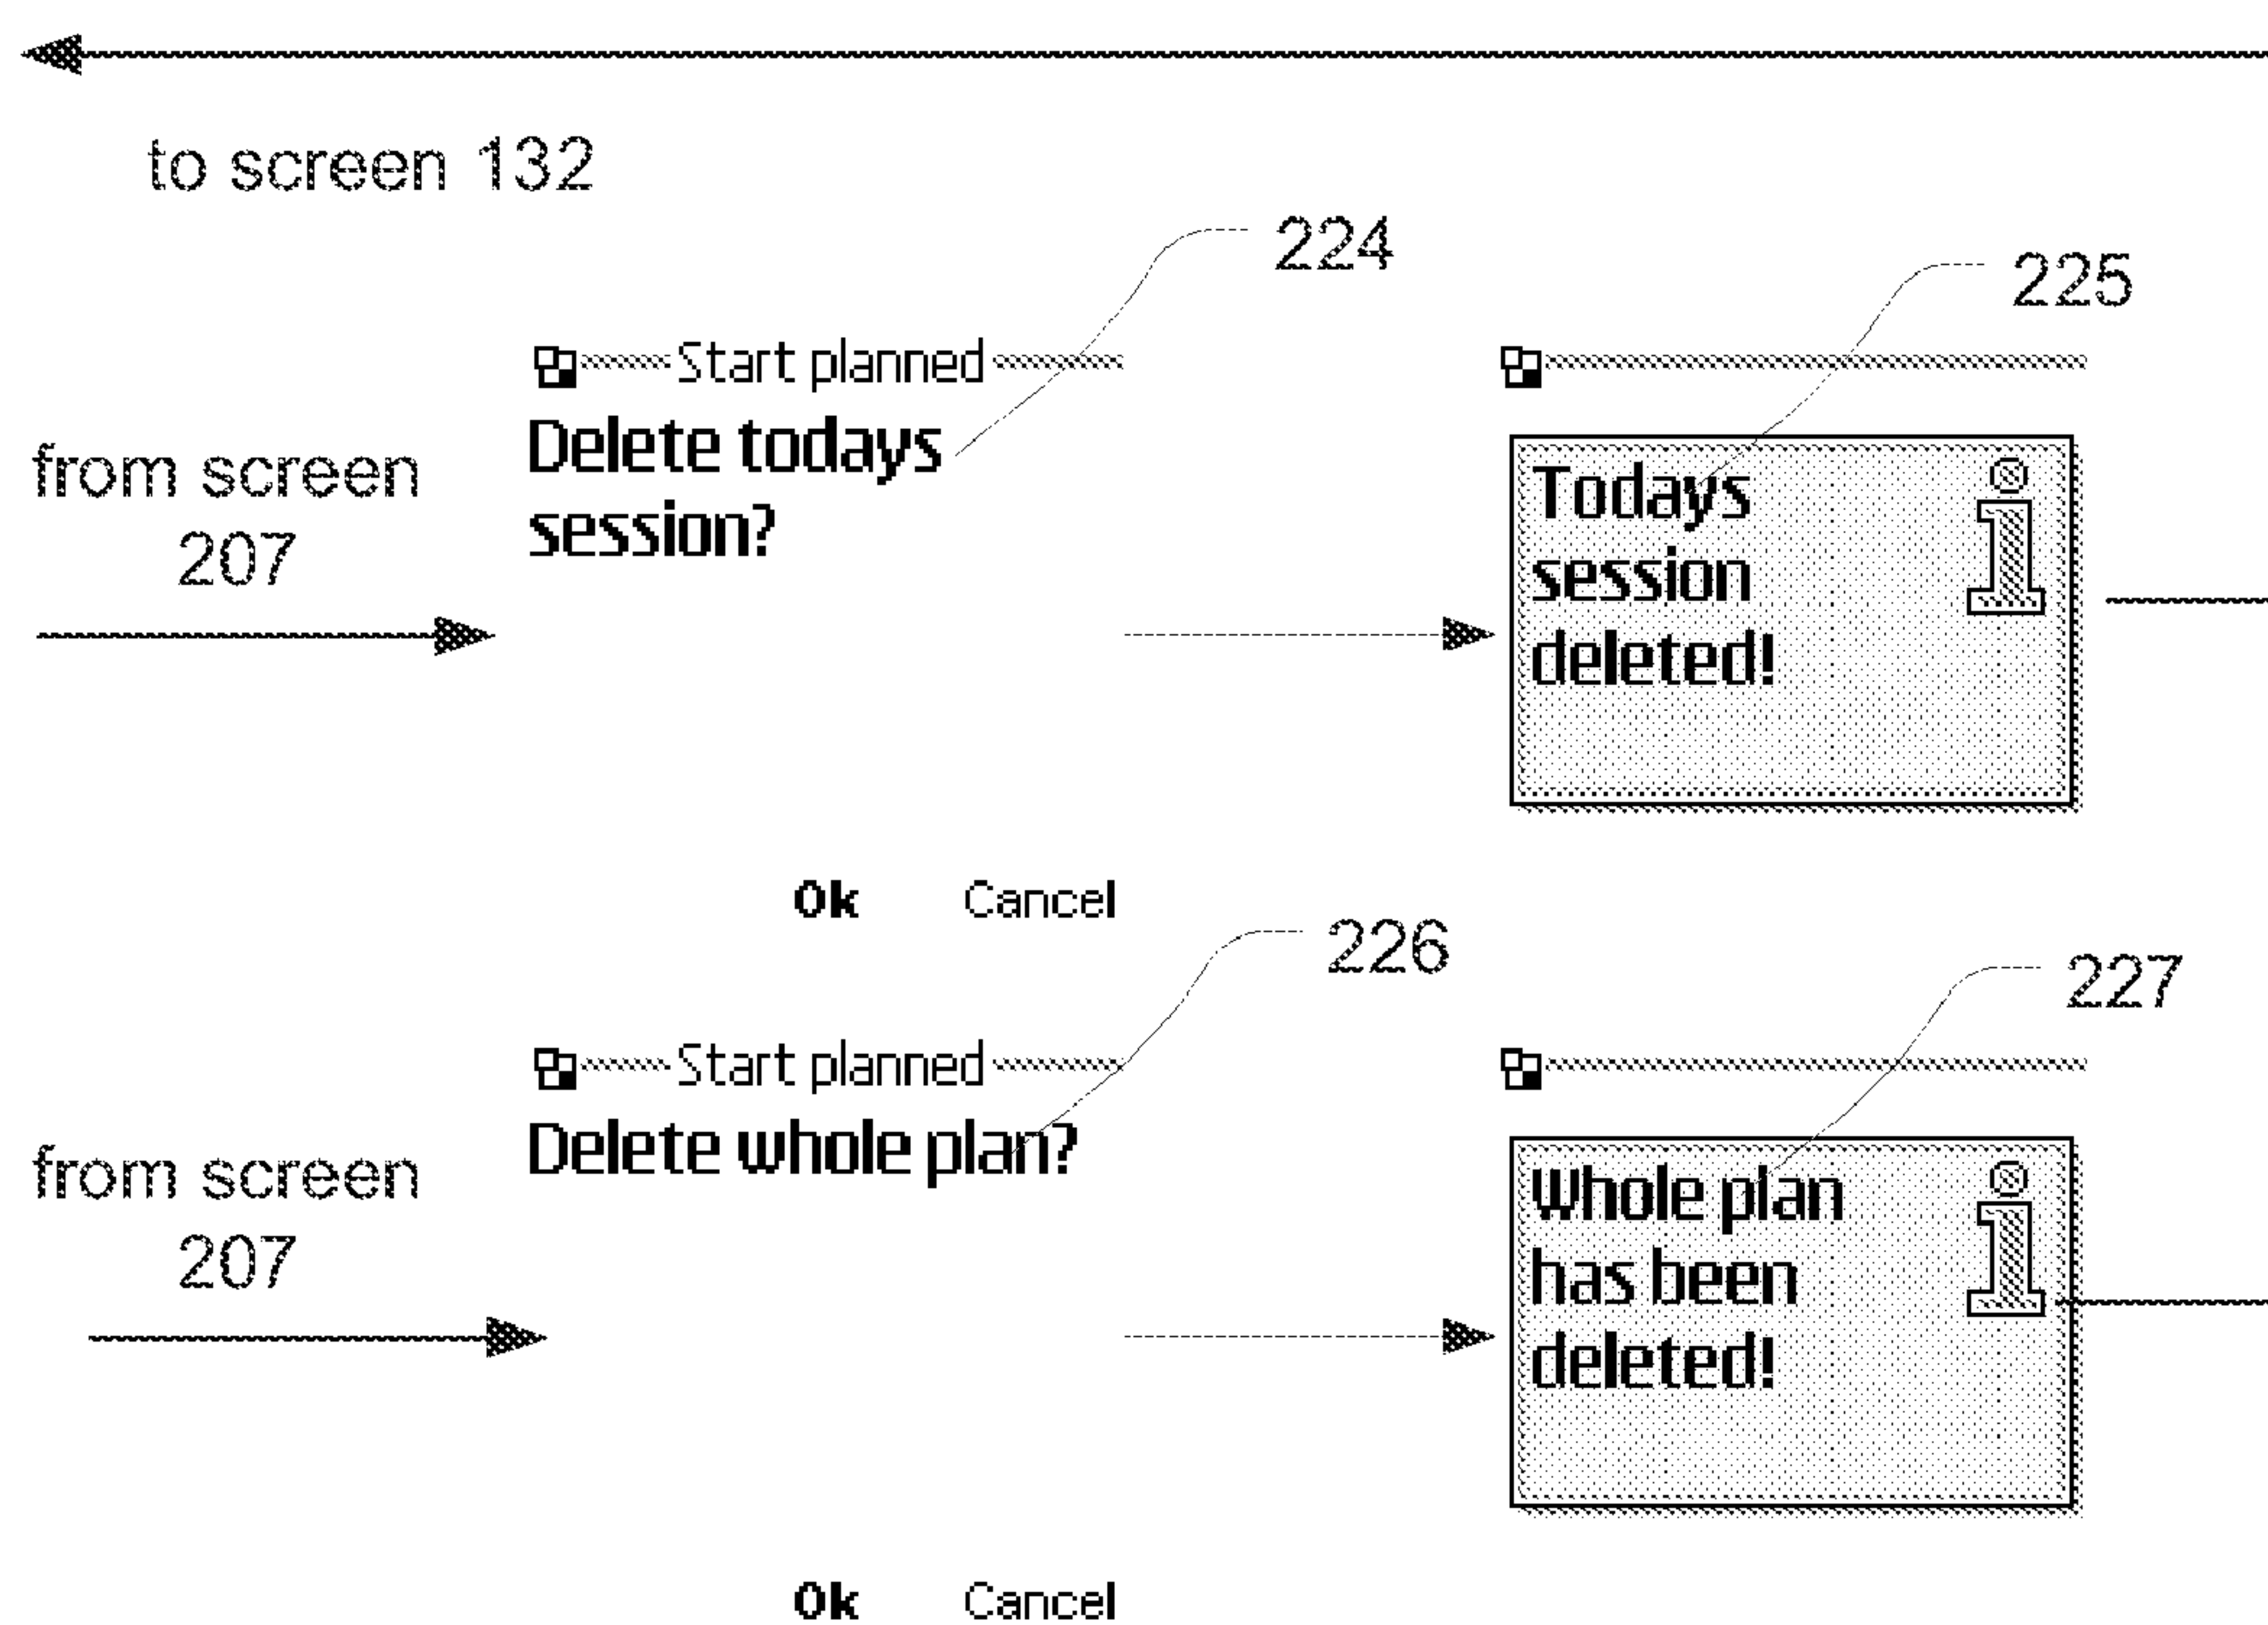 to screen 132
224
225
Start planned
Delete todays
session?
from screen
207
Todays
session
deleted!
i
Ok Cancel
226
227
Start planned
Delete whole plan?
from screen
207
Whole plan
has been
deleted!
i
Ok Cancel